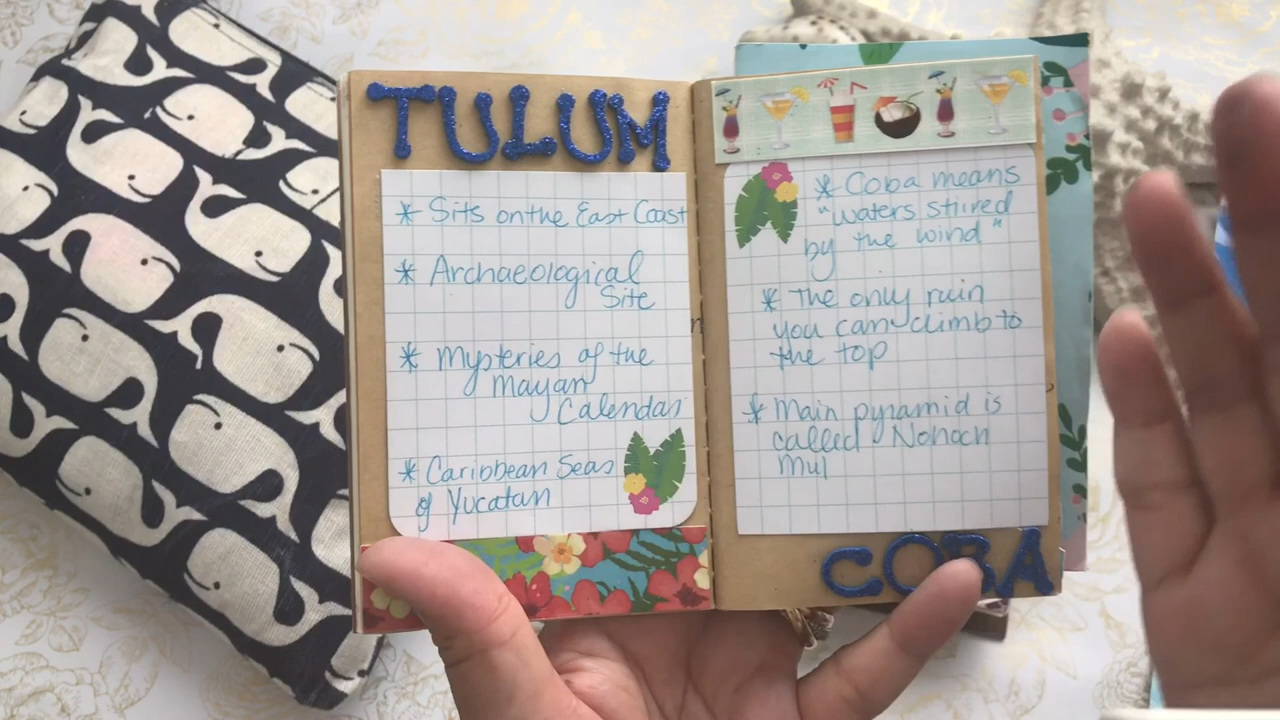 TULUM
* Sits on the East Coast
* Archaeological
Site
* Mysteries of the
Mayan
Calendar
* Caribbean Seas
of Yucatan
* Coba means
"waters stirred
by the wind"
* The only ruin
you can climb to
the top
* Main pyramid is
called Nohoch
Mul
COBA